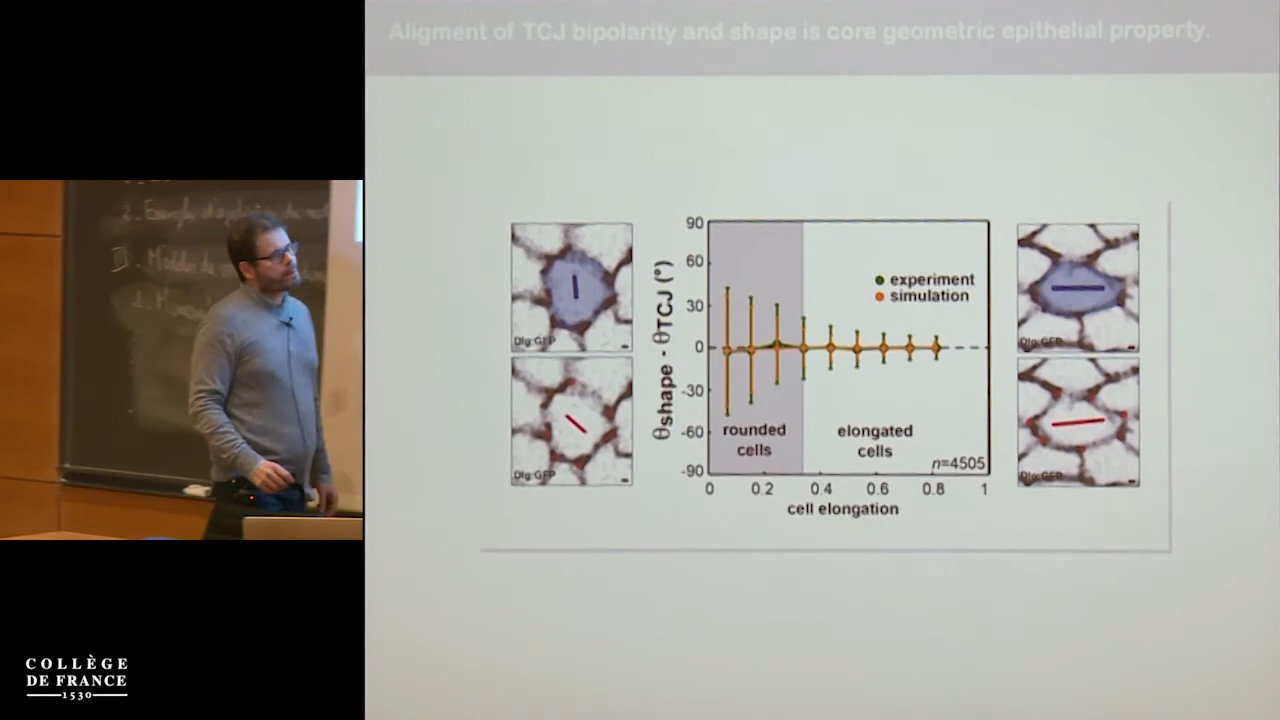 Aligment of TCJ bipolarity and shape is core geometric epithelial property.
Dlg:GFP
Dlg:GFP
θshape - θTCJ (°)
90
60
30
0
-30
-60
-90
experiment
simulation
rounded
cells
elongated
cells
n=4505
0 0.2 0.4 0.6 0.8 1
cell elongation
Dlg:GFP
Dlg:GFP
2. Exemple
COLLÈGE
DE FRANCE
1530